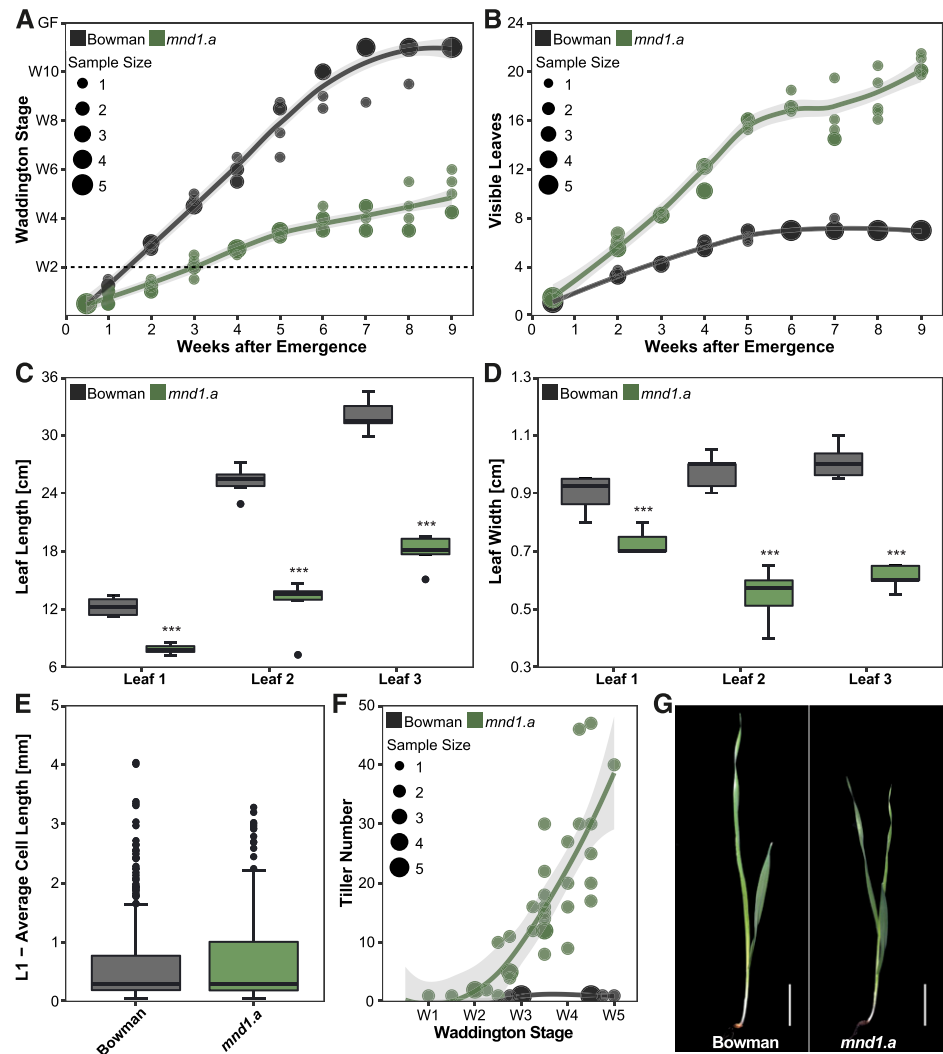 A
GF
W10
W8
W6
W4
W2
Waddington Stage
Bowman mnd1.a
Sample Size
1
2
3
4
5
0 1 2 3 4 5 6 7 8 9
Weeks after Emergence
B
24
20
16
12
8
4
0
Visible Leaves
Bowman mnd1.a
Sample Size
1
2
3
4
5
0 1 2 3 4 5 6 7 8 9
Weeks after Emergence
C
36
30
24
18
12
6
Leaf Length [cm]
Bowman mnd1.a
***
***
***
Leaf 1 Leaf 2 Leaf 3
D
1.3
1.1
0.9
0.7
0.5
0.3
Leaf Width [cm]
Bowman mnd1.a
***
***
***
Leaf 1 Leaf 2 Leaf 3
E
5
4
3
2
1
0
L1 − Average Cell Length [mm]
Bowman
mnd1.a
F
50
40
30
20
10
0
Tiller Number
Bowman mnd1.a
Sample Size
1
2
3
4
5
W1 W2 W3 W4 W5
Waddington Stage
G
Bowman
mnd1.a